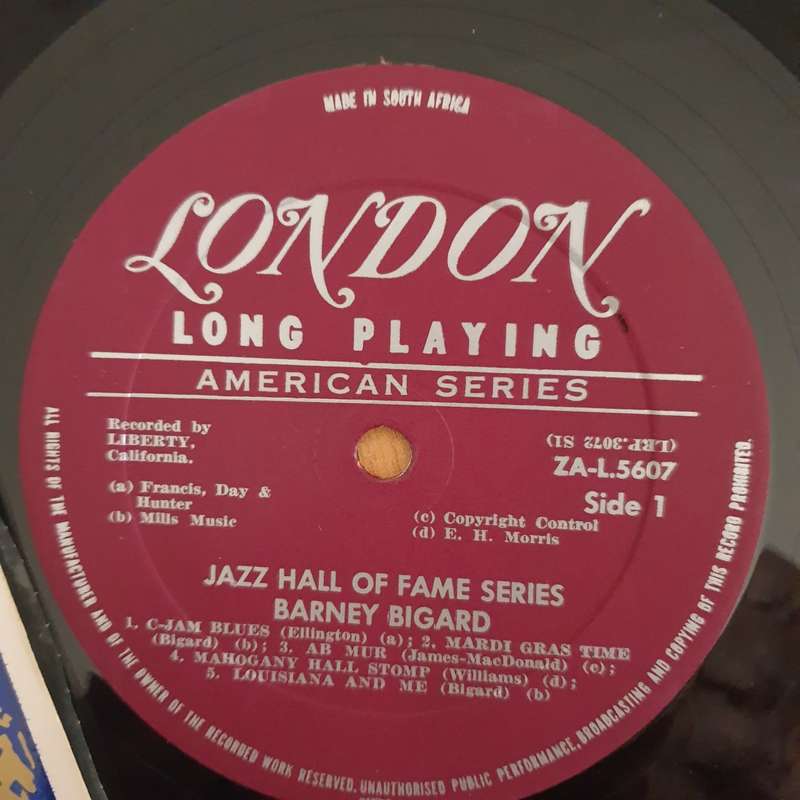 MADE IN SOUTH AFRICA
LONDON
LONG PLAYING
AMERICAN SERIES
Recorded by
LIBERTY,
California.
(LRP.3072 S1)
ZA-L.5607
Side 1
(a) Francis, Day &
Hunter
(b) Mills Music
(c) Copyright Control
(d) E. H. Morris
JAZZ HALL OF FAME SERIES
BARNEY BIGARD
1. C-JAM BLUES (Ellington) (a); 2. MARDI GRAS TIME
(Bigard) (b); 3. AB MUR (James-MacDonald) (c);
4. MAHOGANY HALL STOMP (Williams) (d);
5. LOUISIANA AND ME (Bigard) (b)
ALL RIGHTS OF THE MANUFACTURER AND OF THE OWNER OF THE RECORDED WORK RESERVED. UNAUTHORISED PUBLIC PERFORMANCE, BROADCASTING AND COPYING OF THIS RECORD PROHIBITED.